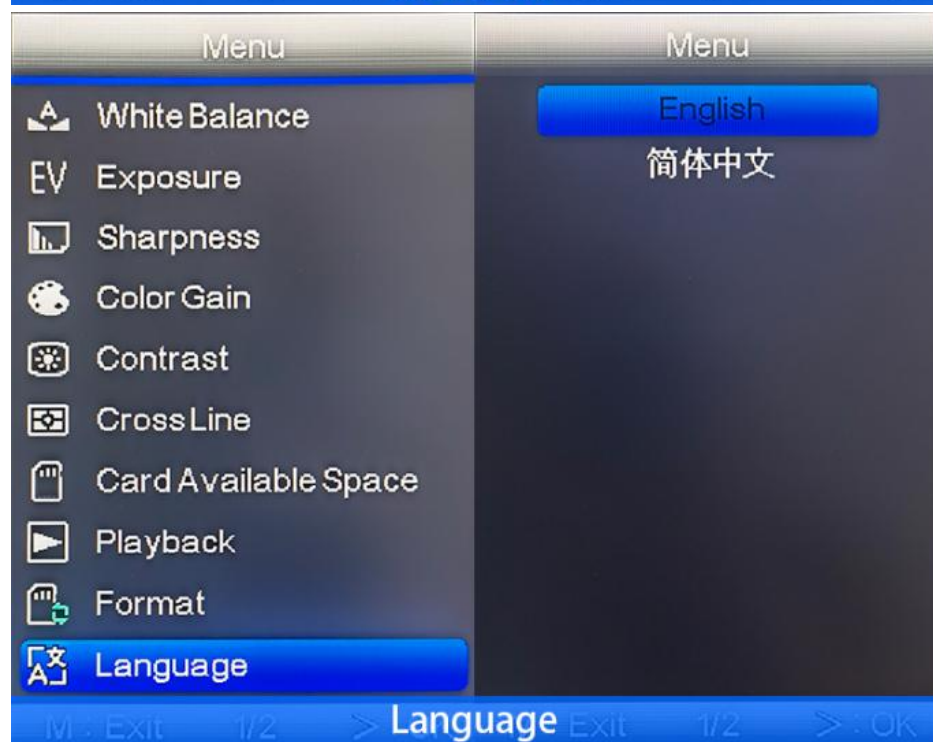 Menu
White Balance
EV Exposure
Sharpness
Color Gain
Contrast
Cross Line
Card Available Space
Playback
Format
Language
Menu
English
简体中文
M : Exit 1/2 > Language Exit 1/2 > : OK